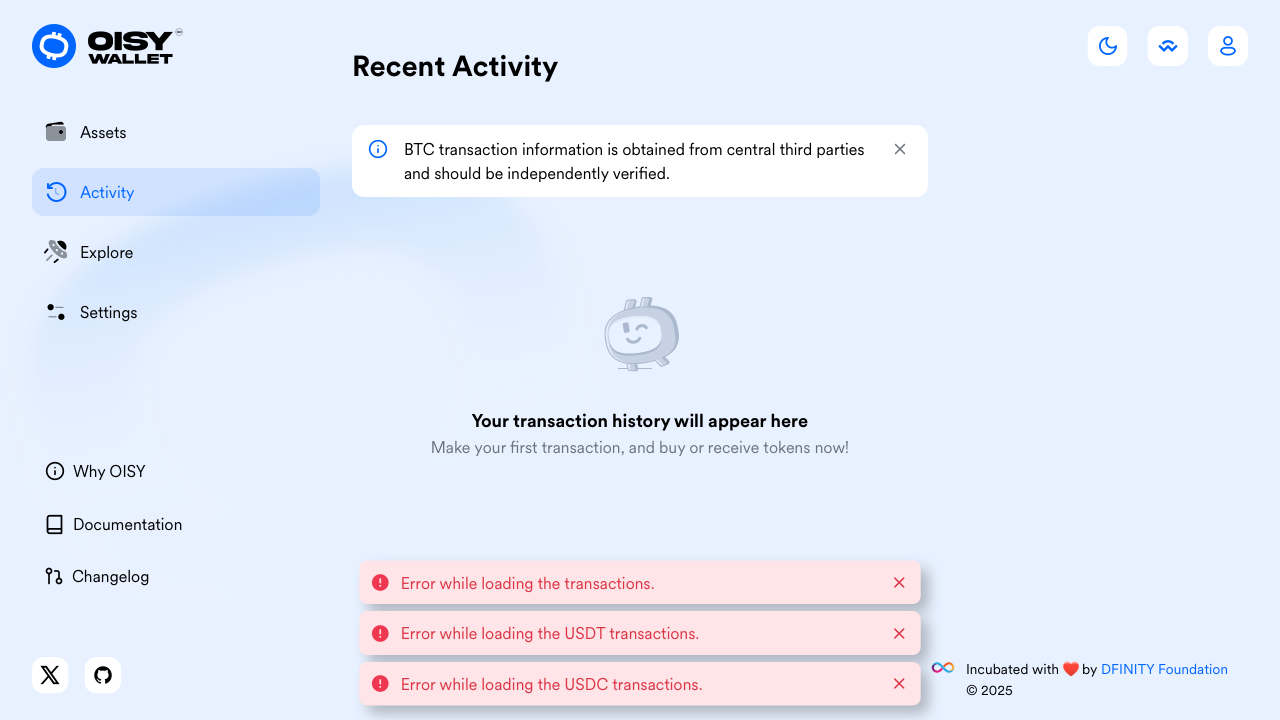 OISY
WALLET
Recent Activity
Assets
Activity
Explore
Settings
BTC transaction information is obtained from central third parties
and should be independently verified.
Your transaction history will appear here
Make your first transaction, and buy or receive tokens now!
Why OISY
Documentation
Changelog
Error while loading the transactions.
Error while loading the USDT transactions.
Error while loading the USDC transactions.
Incubated with ❤️ by DFINITY Foundation
© 2025